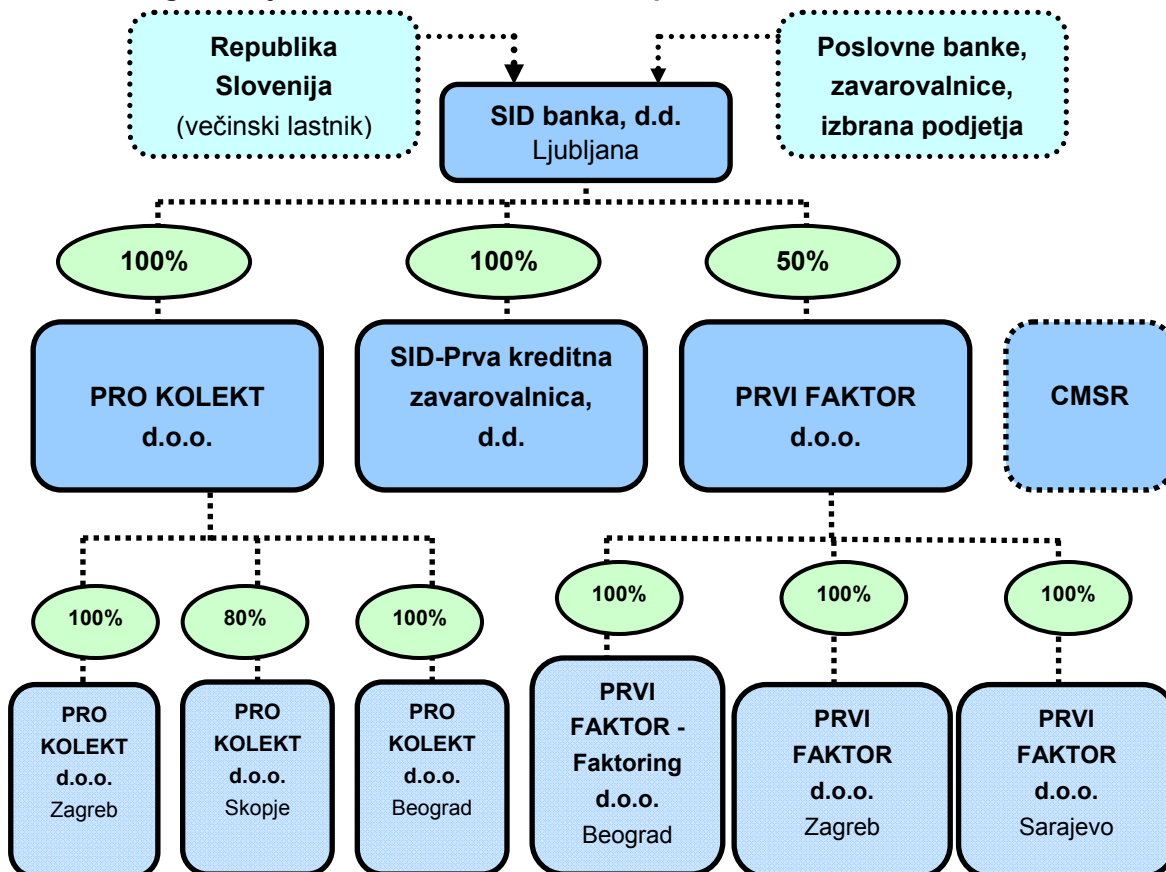 Republika
Slovenija
(večinski lastnik)
SID banka, d.d.
Ljubljana
Poslovne banke,
zavarovalnice,
izbrana podjetja
100%
100%
50%
PRO KOLEKT
d.o.o.
SID-Prva kreditna
zavarovalnica,
d.d.
PRVI FAKTOR
d.o.o.
CMSR
100%
80%
100%
100%
100%
100%
PRO
KOLEKT
d.o.o.
Zagreb
PRO
KOLEKT
d.o.o.
Skopje
PRO
KOLEKT
d.o.o.
Beograd
PRVI
FAKTOR -
Faktoring
d.o.o.
Beograd
PRVI
FAKTOR
d.o.o.
Zagreb
PRVI
FAKTOR
d.o.o.
Sarajevo